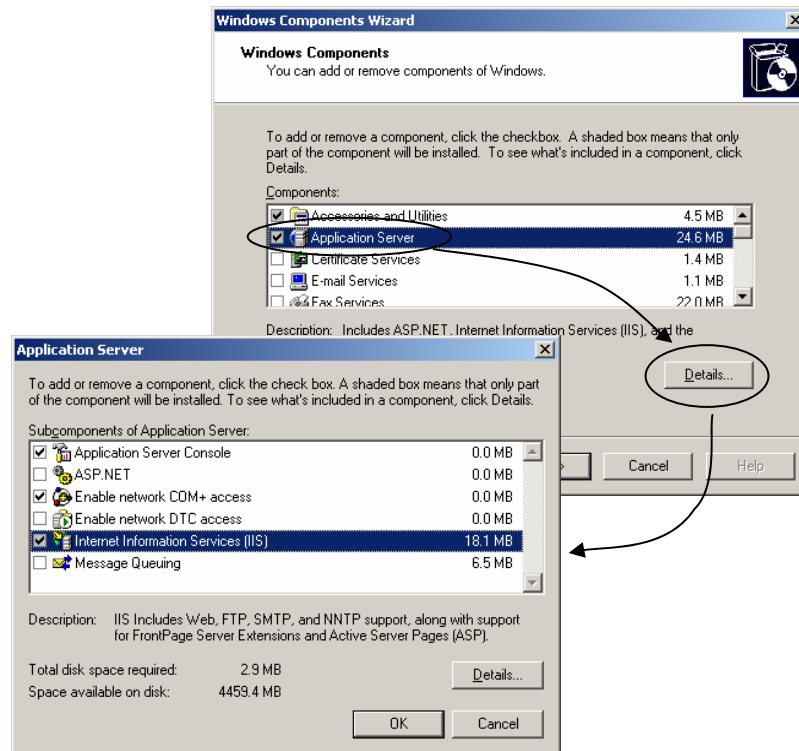 Windows Components Wizard
Windows Components
You can add or remove components of Windows.
To add or remove a component, click the checkbox. A shaded box means that only
part of the component will be installed. To see what's included in a component, click
Details.
Components:
Accessories and Utilities 4.5 MB
Application Server 24.6 MB
Certificate Services 1.4 MB
E-mail Services 1.1 MB
Fax Services 22.0 MB
Description: Includes ASP.NET, Internet Information Services (IIS), and the
Details...
> Cancel Help
Application Server
To add or remove a component, click the check box. A shaded box means that only part
of the component will be installed. To see what's included in a component, click Details.
Subcomponents of Application Server:
Application Server Console 0.0 MB
ASP.NET 0.0 MB
Enable network COM+ access 0.0 MB
Enable network DTC access 0.0 MB
Internet Information Services (IIS) 18.1 MB
Message Queuing 6.5 MB
Description: IIS Includes Web, FTP, SMTP, and NNTP support, along with support
for FrontPage Server Extensions and Active Server Pages (ASP).
Total disk space required: 2.9 MB
Space available on disk: 4459.4 MB
Details...
OK Cancel